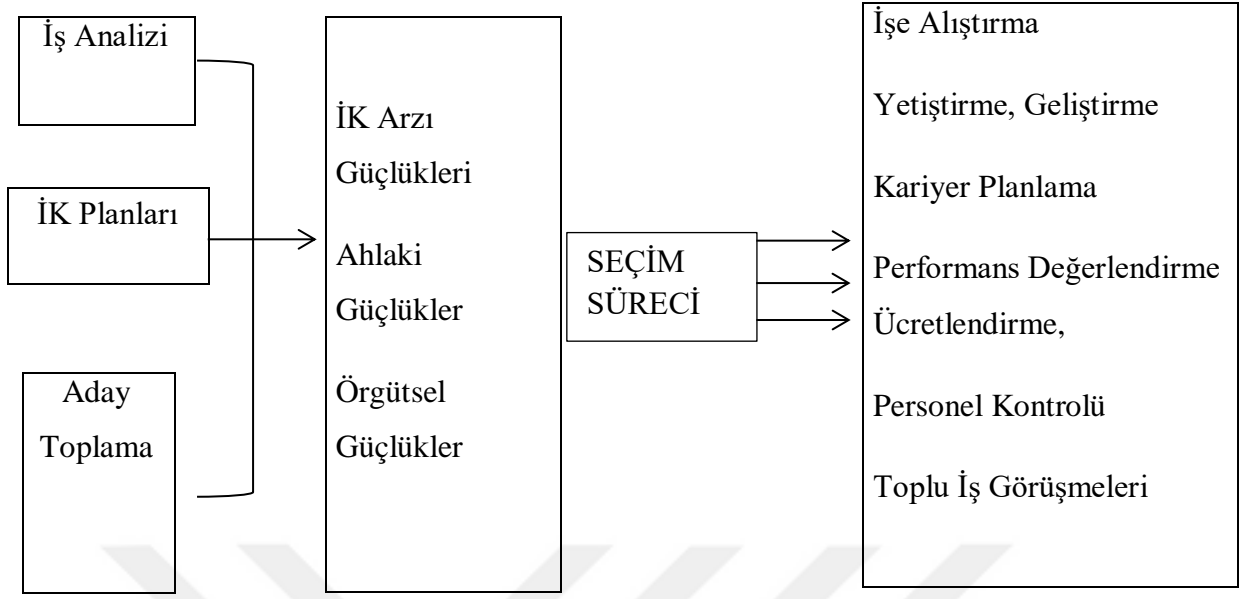 İş Analizi
İK Planları
Aday
Toplama
İK Arzı
Güçlükleri
Ahlaki
Güçlükler
Örgütsel
Güçlükler
SEÇİM
SÜRECİ
İşe Alıştırma
Yetiştirme, Geliştirme
Kariyer Planlama
Performans Değerlendirme
Ücretlendirme,
Personel Kontrolü
Toplu İş Görüşmeleri